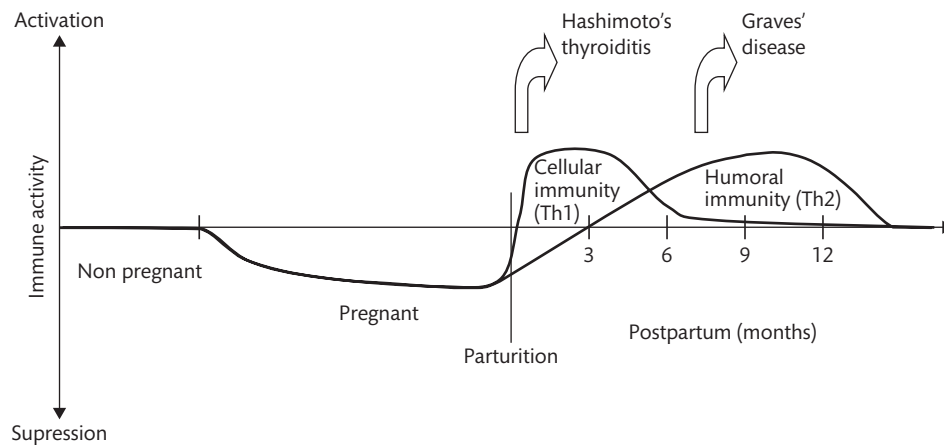 Activation
Hashimoto's
thyroiditis
Graves'
disease
Immune activity
Cellular
immunity
(Th1)
Humoral
immunity (Th2)
Non pregnant
3
6
9
12
Pregnant
Postpartum (months)
Parturition
Supression